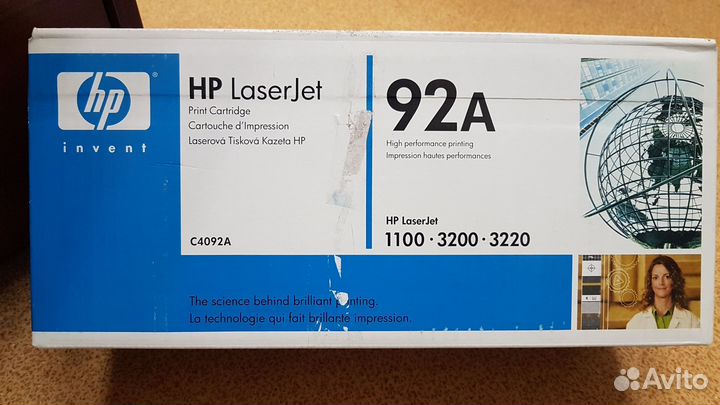 hp
invent
HP LaserJet
Print Cartridge
Cartouche d'Impression
Laserová Tisková Kazeta HP
C4092A
92A
High performance printing
Impression hautes performances
HP LaserJet
1100 · 3200 · 3220
The science behind brilliant printing.
La technologie qui fait brillante impression.
Avito